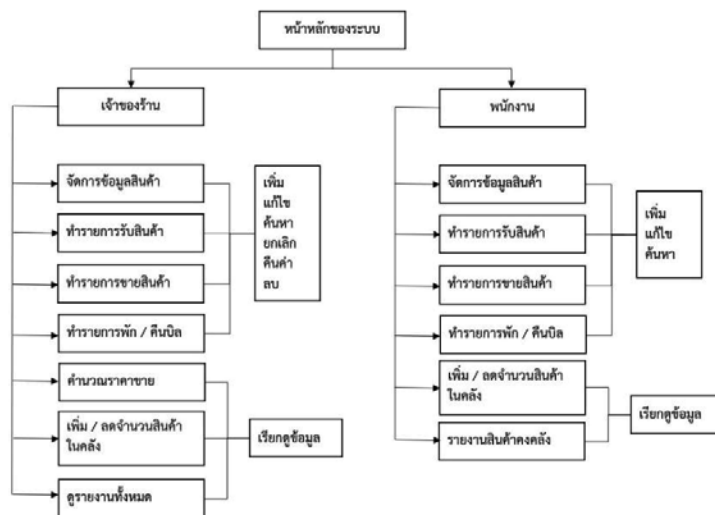 หน้าหลักของระบบ
เจ้าของร้าน
จัดการข้อมูลสินค้า
ทำรายการรับสินค้า
ทำรายการขายสินค้า
ทำรายการพัก / คืนบิล
เพิ่ม
แก้ไข
ค้นหา
ยกเลิก
คืนค่า
ลบ
คำนวณราคาขาย
เพิ่ม / ลดจำนวนสินค้า
ในคลัง
ดูรายงานทั้งหมด
เรียกดูข้อมูล
พนักงาน
จัดการข้อมูลสินค้า
ทำรายการรับสินค้า
ทำรายการขายสินค้า
ทำรายการพัก / คืนบิล
เพิ่ม
แก้ไข
ค้นหา
เพิ่ม / ลดจำนวนสินค้า
ในคลัง
รายงานสินค้าคงคลัง
เรียกดูข้อมูล